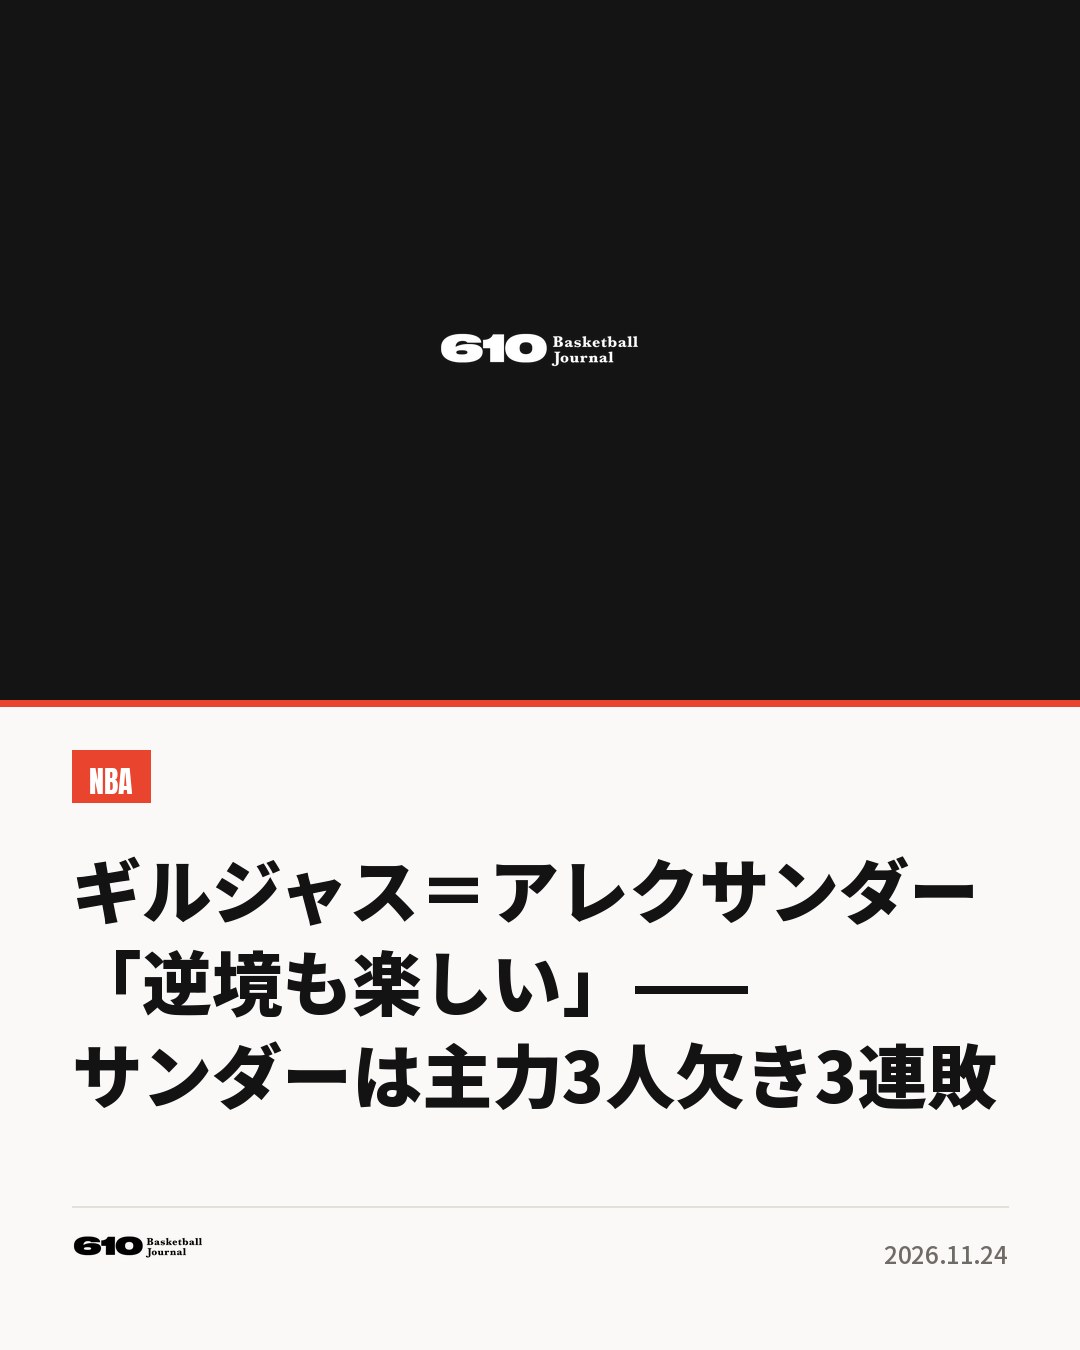 610 Basketball
Journal
NBA
ギルジャス＝アレクサンダー
「逆境も楽しい」——
サンダーは主力3人欠き3連敗
610 Basketball
Journal
2026.11.24